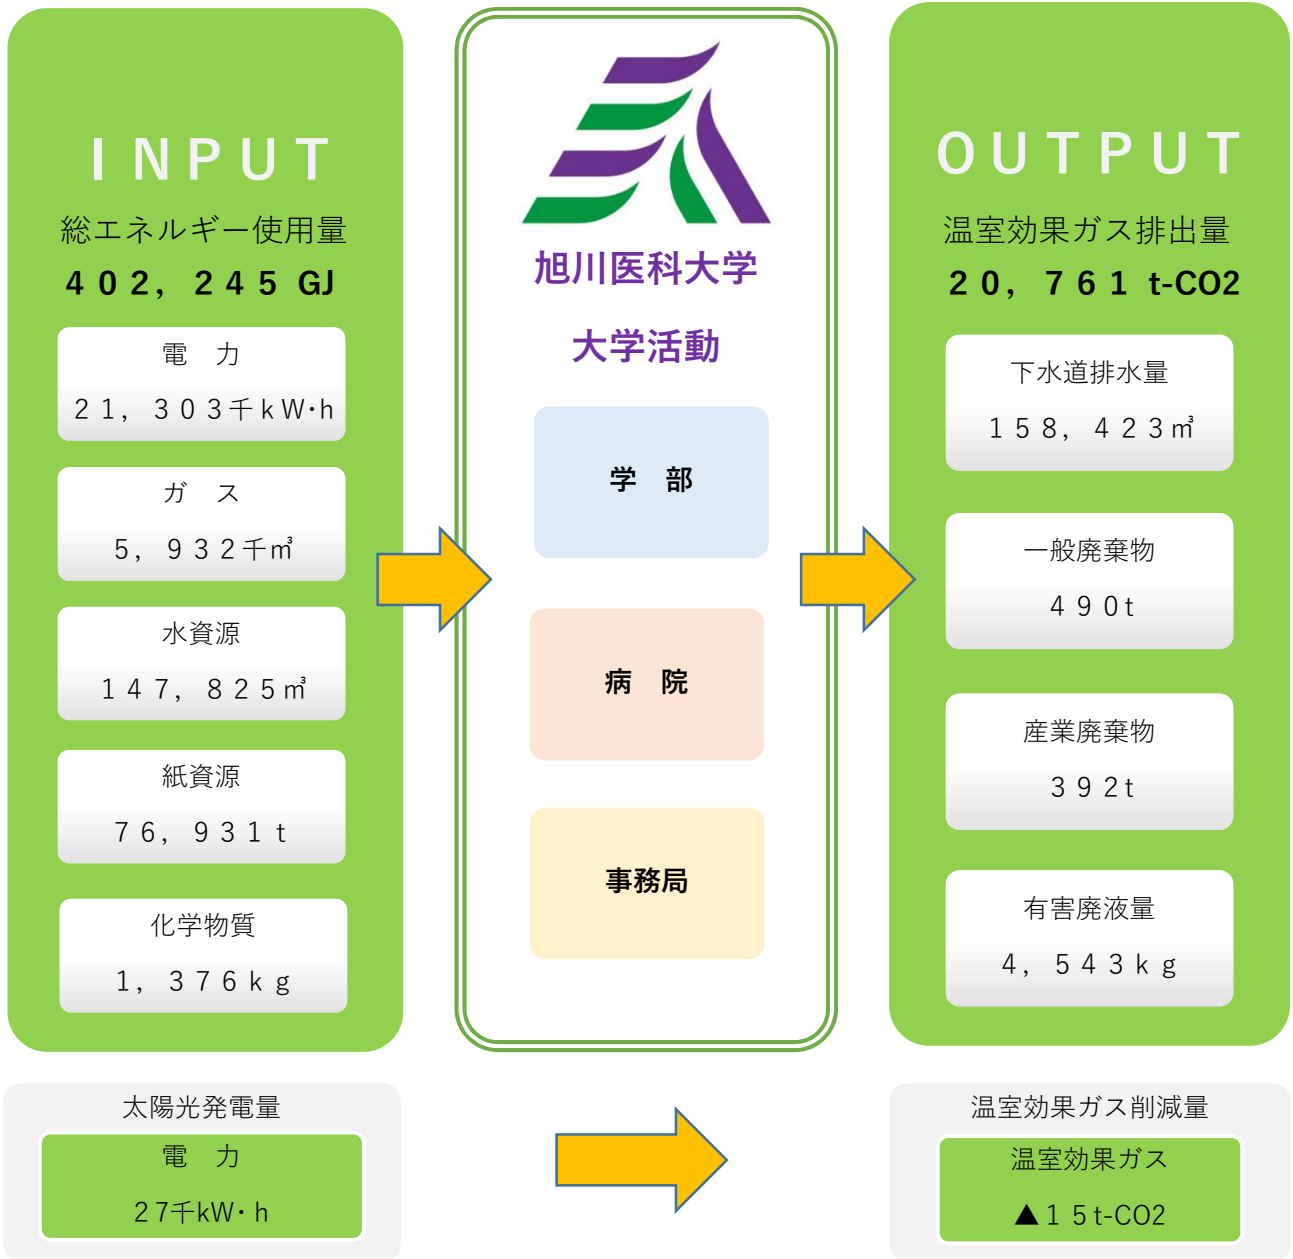 INPUT
総エネルギー使用量
402，245 GJ
電　力
21，303千kW･h
ガ　ス
5，932千㎥
水資源
147，825㎥
紙資源
76，931t
化学物質
1，376kg
旭川医科大学
大学活動
学　部
病　院
事務局
OUTPUT
温室効果ガス排出量
20，761 t-CO2
下水道排水量
158，423㎥
一般廃棄物
490t
産業廃棄物
392t
有害廃液量
4，543kg
太陽光発電量
電　力
27千kW･h
温室効果ガス削減量
温室効果ガス
▲15t-CO2